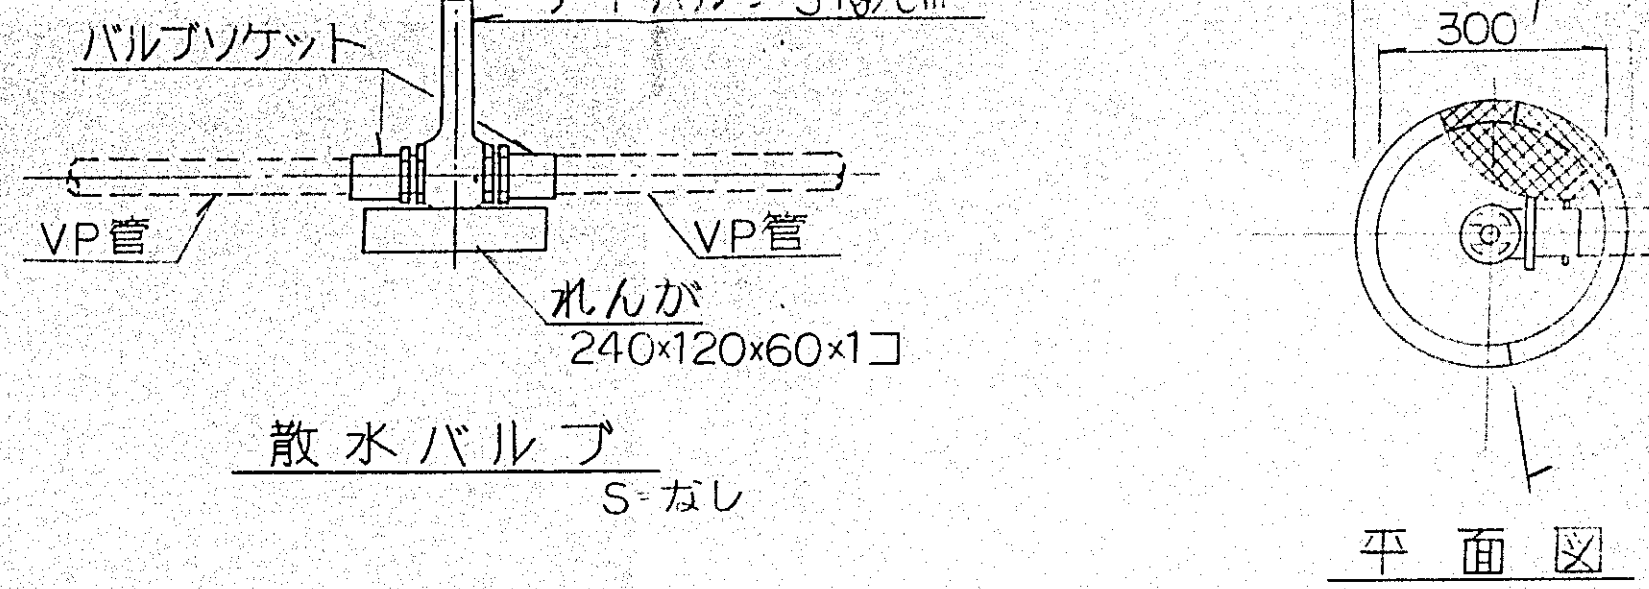 バルブソケット
300
VP管
VP管
れんが
240×120×60×1コ
散水バルブ
S=なし
平面図